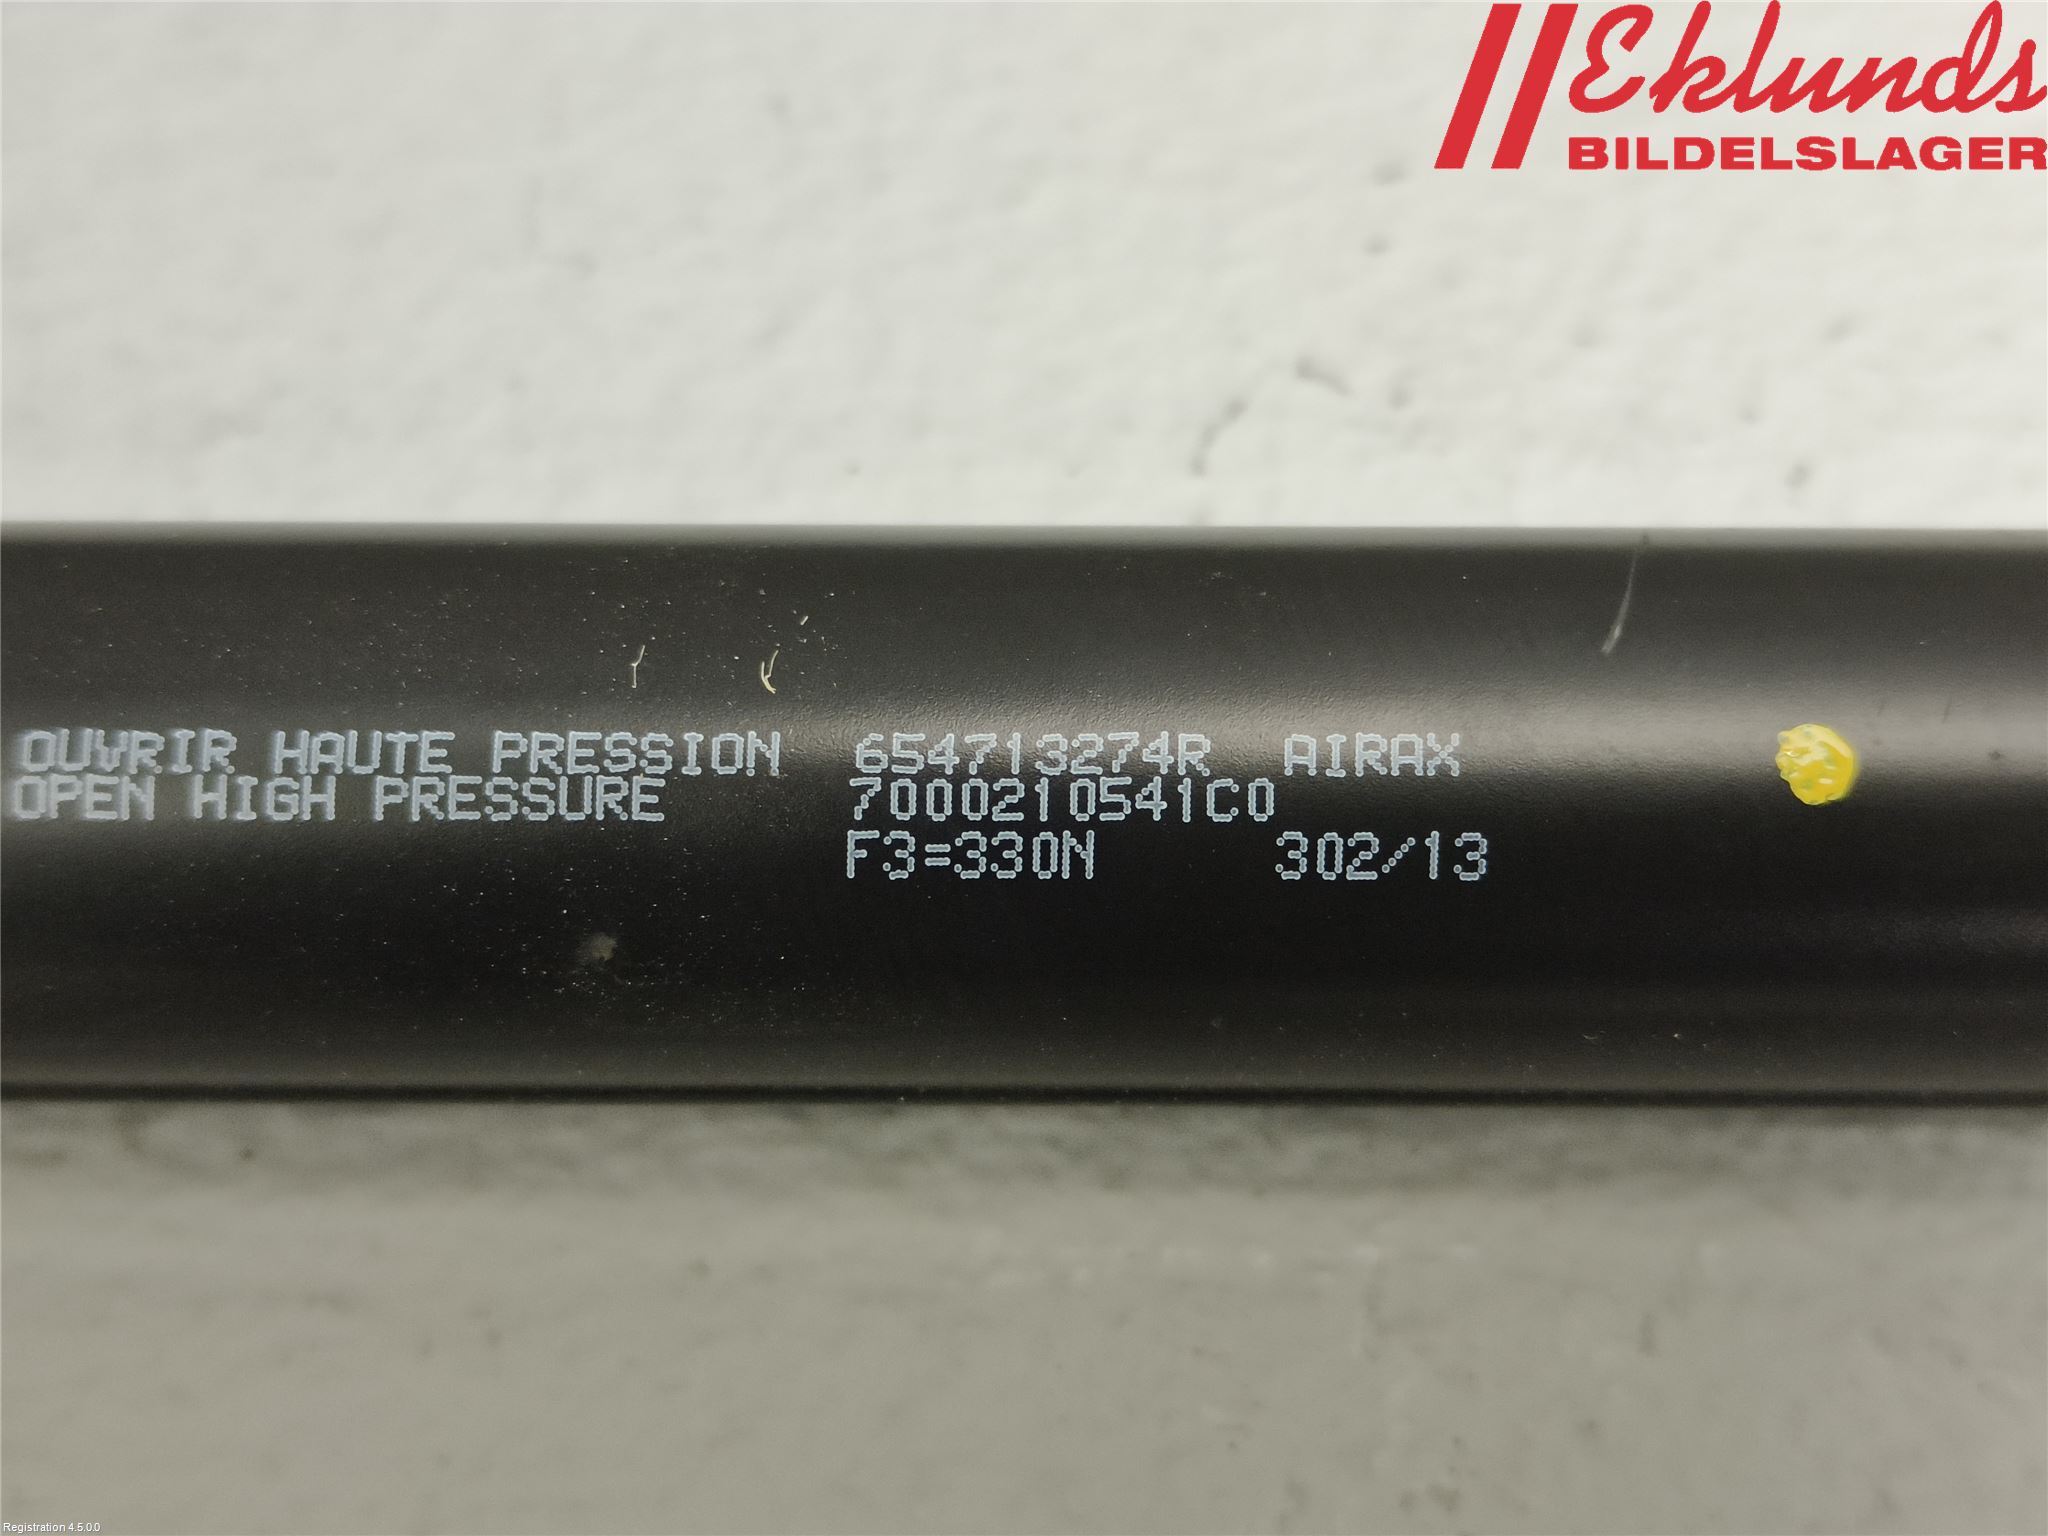 Eklunds
BILDELSLAGER
OUVRIR HAUTE PRESSION 654713274R AIRAX
OPEN HIGH PRESSURE 7000210541C0
F3=330N 302/13
Registration 4.5.0.0